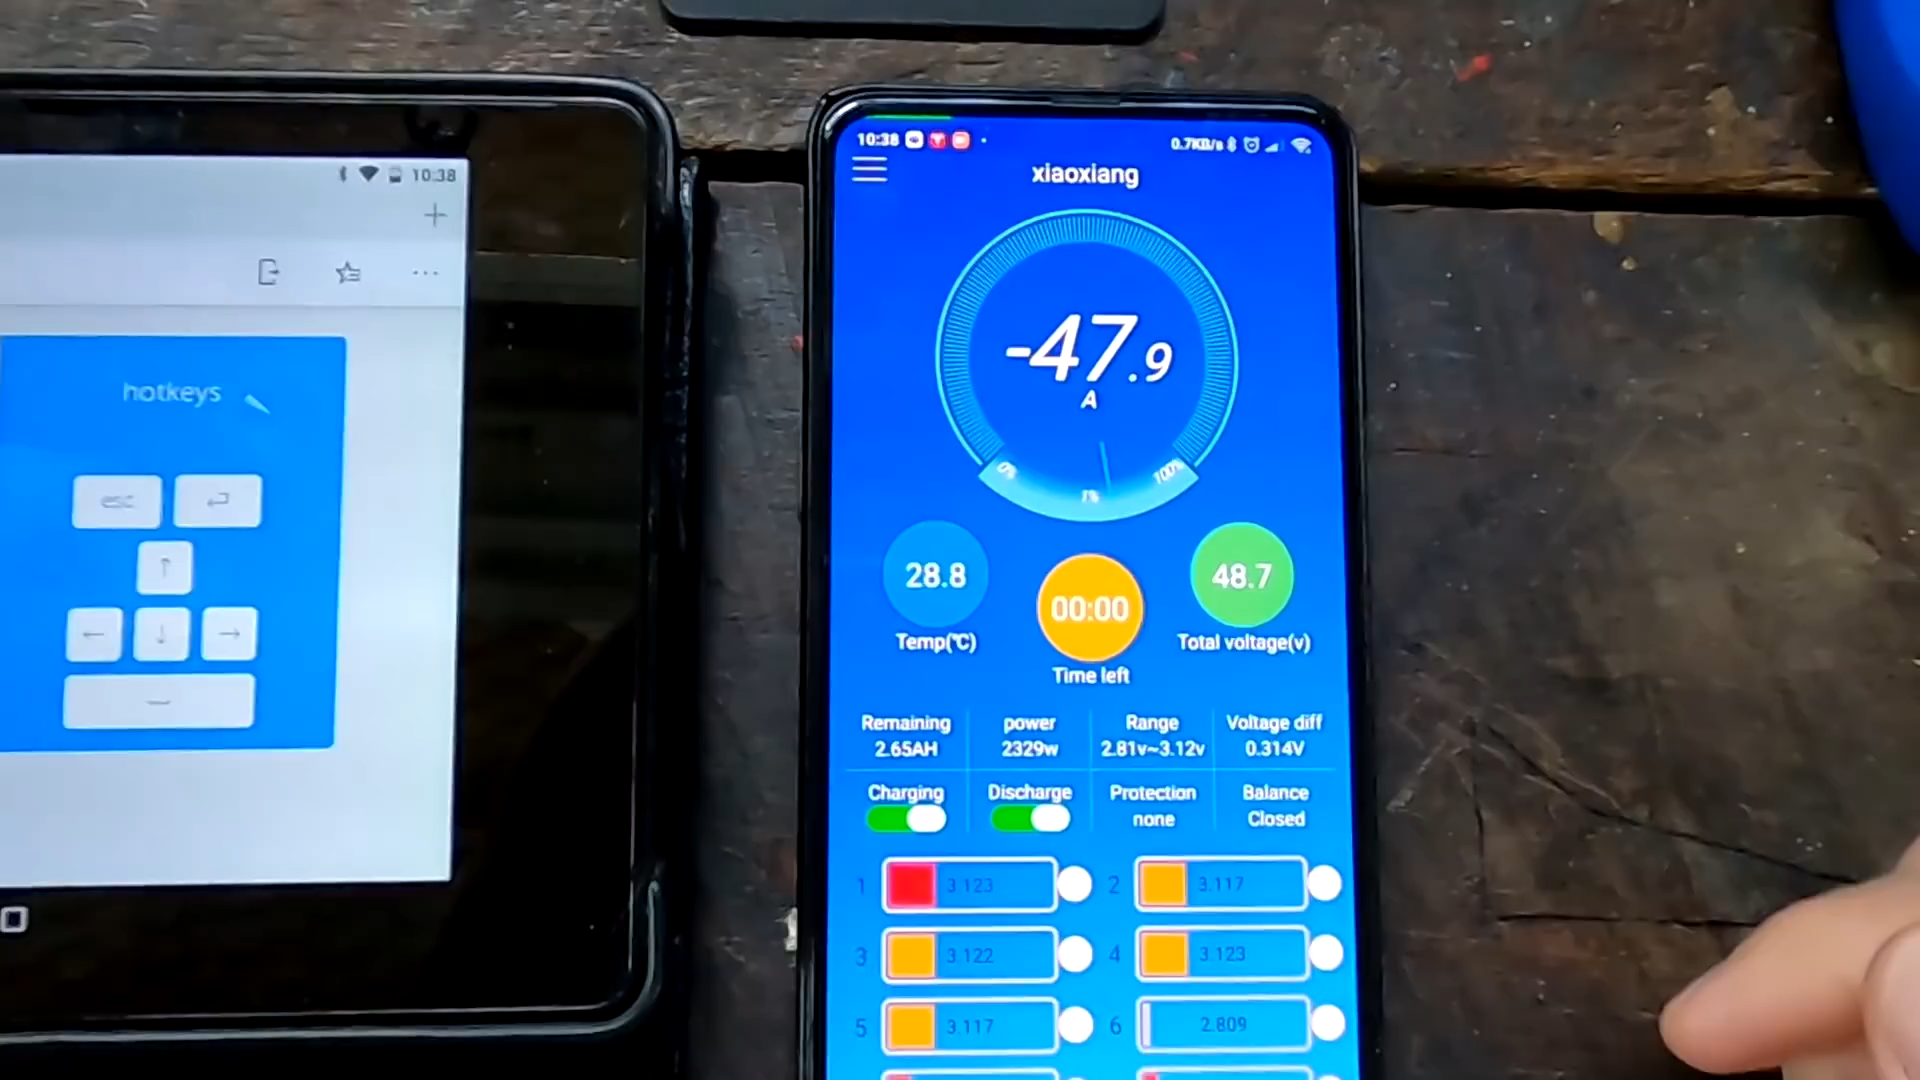 10:38
hotkeys
esc
10:38
0.7KB/s
xiaoxiang
-47.9
A
0%
1%
100%
28.8
00:00
48.7
Temp(℃)
Time left
Total voltage(v)
Remaining
power
Range
Voltage diff
2.65AH
2329w
2.81v~3.12v
0.314V
Charging
Discharge
Protection
Balance
none
Closed
1
3.123
2
3.117
3
3.122
4
3.123
5
3.117
6
2.809